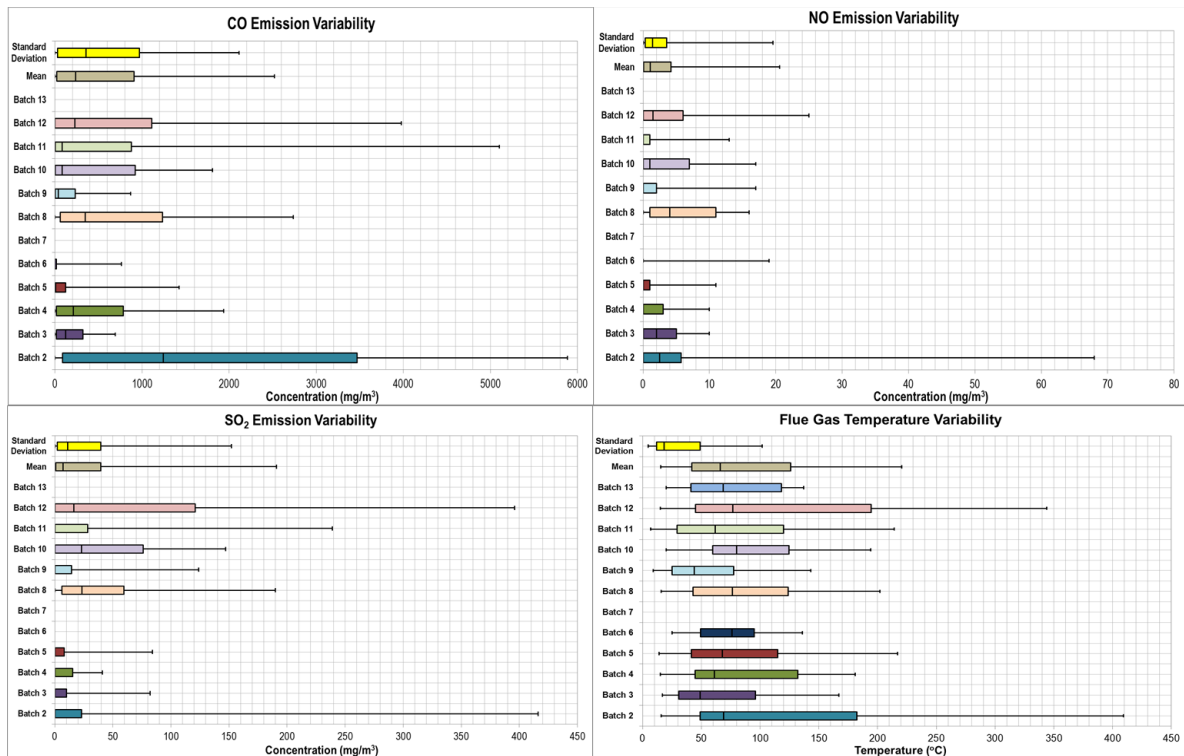 CO Emission Variability
Standard
Deviation
Mean
Batch 13
Batch 12
Batch 11
Batch 10
Batch 9
Batch 8
Batch 7
Batch 6
Batch 5
Batch 4
Batch 3
Batch 2
0 1000 2000 3000 4000 5000 6000
Concentration (mg/m³)
NO Emission Variability
Standard
Deviation
Mean
Batch 13
Batch 12
Batch 11
Batch 10
Batch 9
Batch 8
Batch 7
Batch 6
Batch 5
Batch 4
Batch 3
Batch 2
0 10 20 30 40 50 60 70 80
Concentration (mg/m³)
SO₂ Emission Variability
Standard
Deviation
Mean
Batch 13
Batch 12
Batch 11
Batch 10
Batch 9
Batch 8
Batch 7
Batch 6
Batch 5
Batch 4
Batch 3
Batch 2
0 50 100 150 200 250 300 350 400 450
Concentration (mg/m³)
Flue Gas Temperature Variability
Standard
Deviation
Mean
Batch 13
Batch 12
Batch 11
Batch 10
Batch 9
Batch 8
Batch 7
Batch 6
Batch 5
Batch 4
Batch 3
Batch 2
0 50 100 150 200 250 300 350 400 450
Temperature (°C)